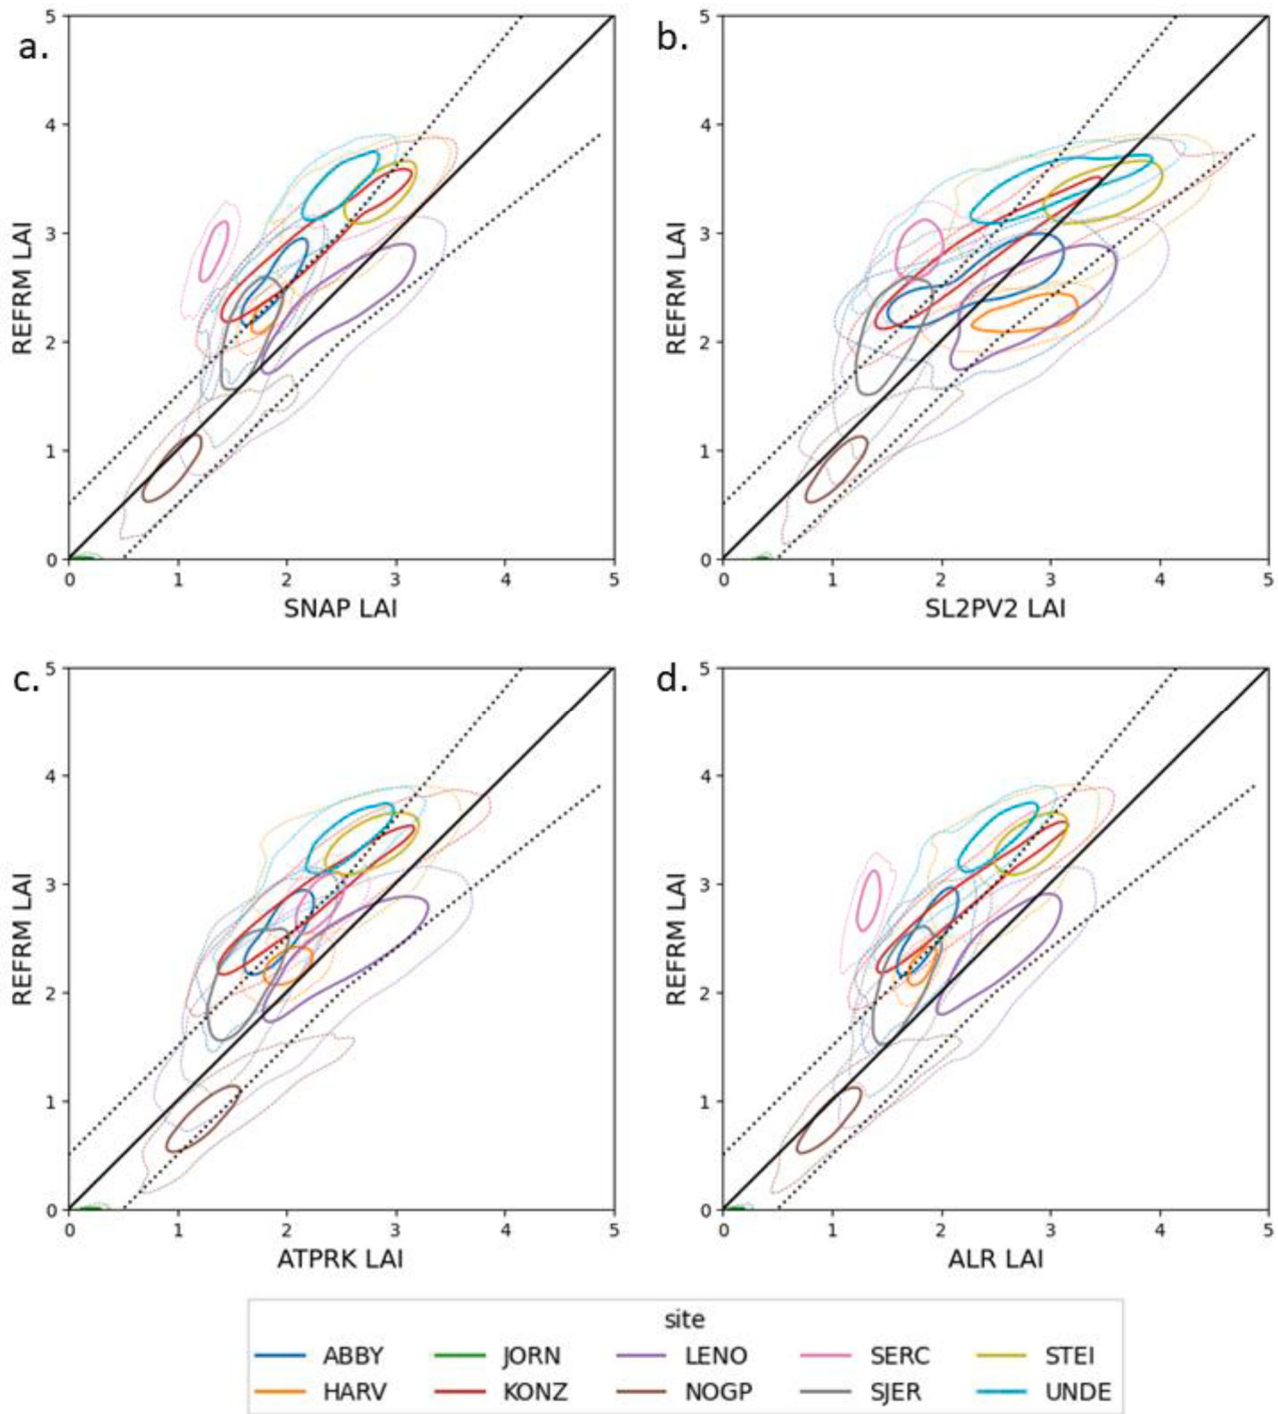 a.
5
4
3
2
1
0
REFRM LAI
0 1 2 3 4 5
SNAP LAI
b.
5
4
3
2
1
0
REFRM LAI
0 1 2 3 4 5
SL2PV2 LAI
c.
5
4
3
2
1
0
REFRM LAI
0 1 2 3 4 5
ATPRK LAI
d.
5
4
3
2
1
0
REFRM LAI
0 1 2 3 4 5
ALR LAI
site
ABBY JORN LENO SERC STEI
HARV KONZ NOGP SJER UNDE